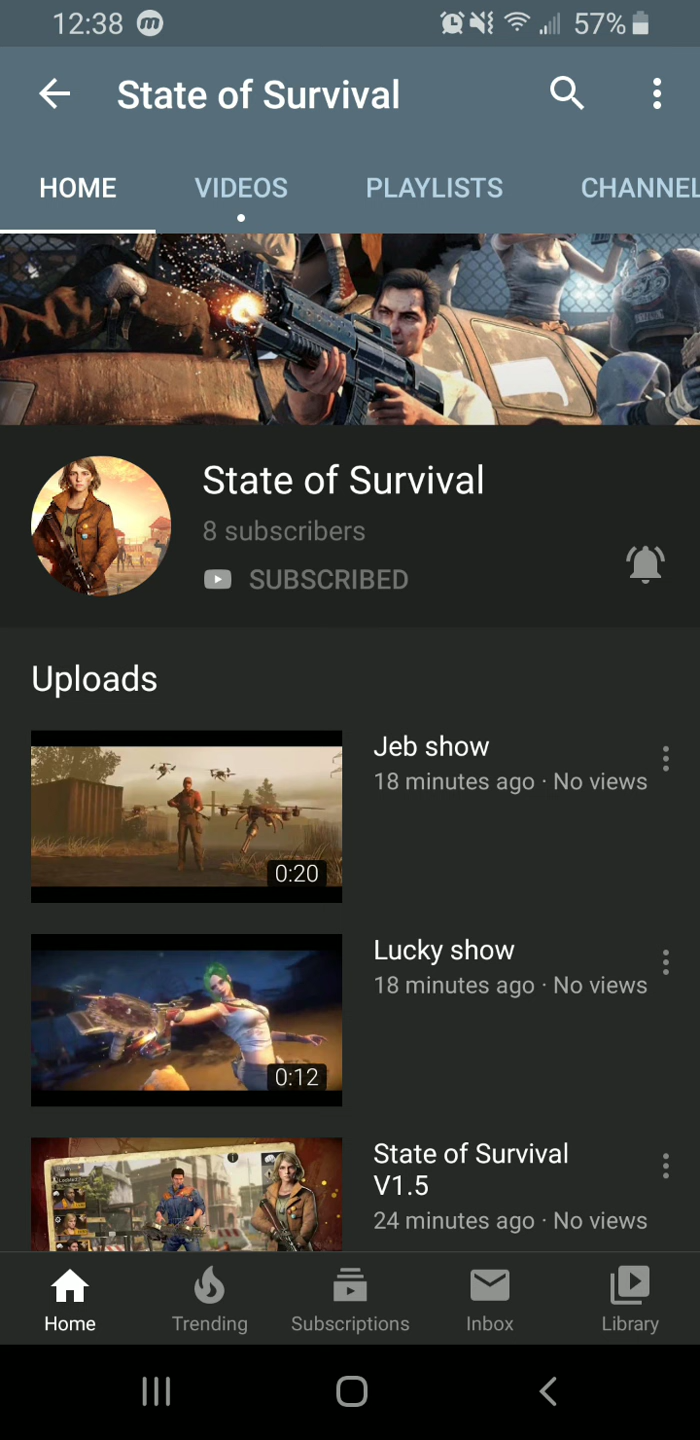 12:38 m 57%
State of Survival
HOME VIDEOS PLAYLISTS CHANNEL
State of Survival
8 subscribers
SUBSCRIBED
Uploads
Jeb show
18 minutes ago · No views
0:20
Lucky show
18 minutes ago · No views
0:12
State of Survival
V1.5
24 minutes ago · No views
Home Trending Subscriptions Inbox Library